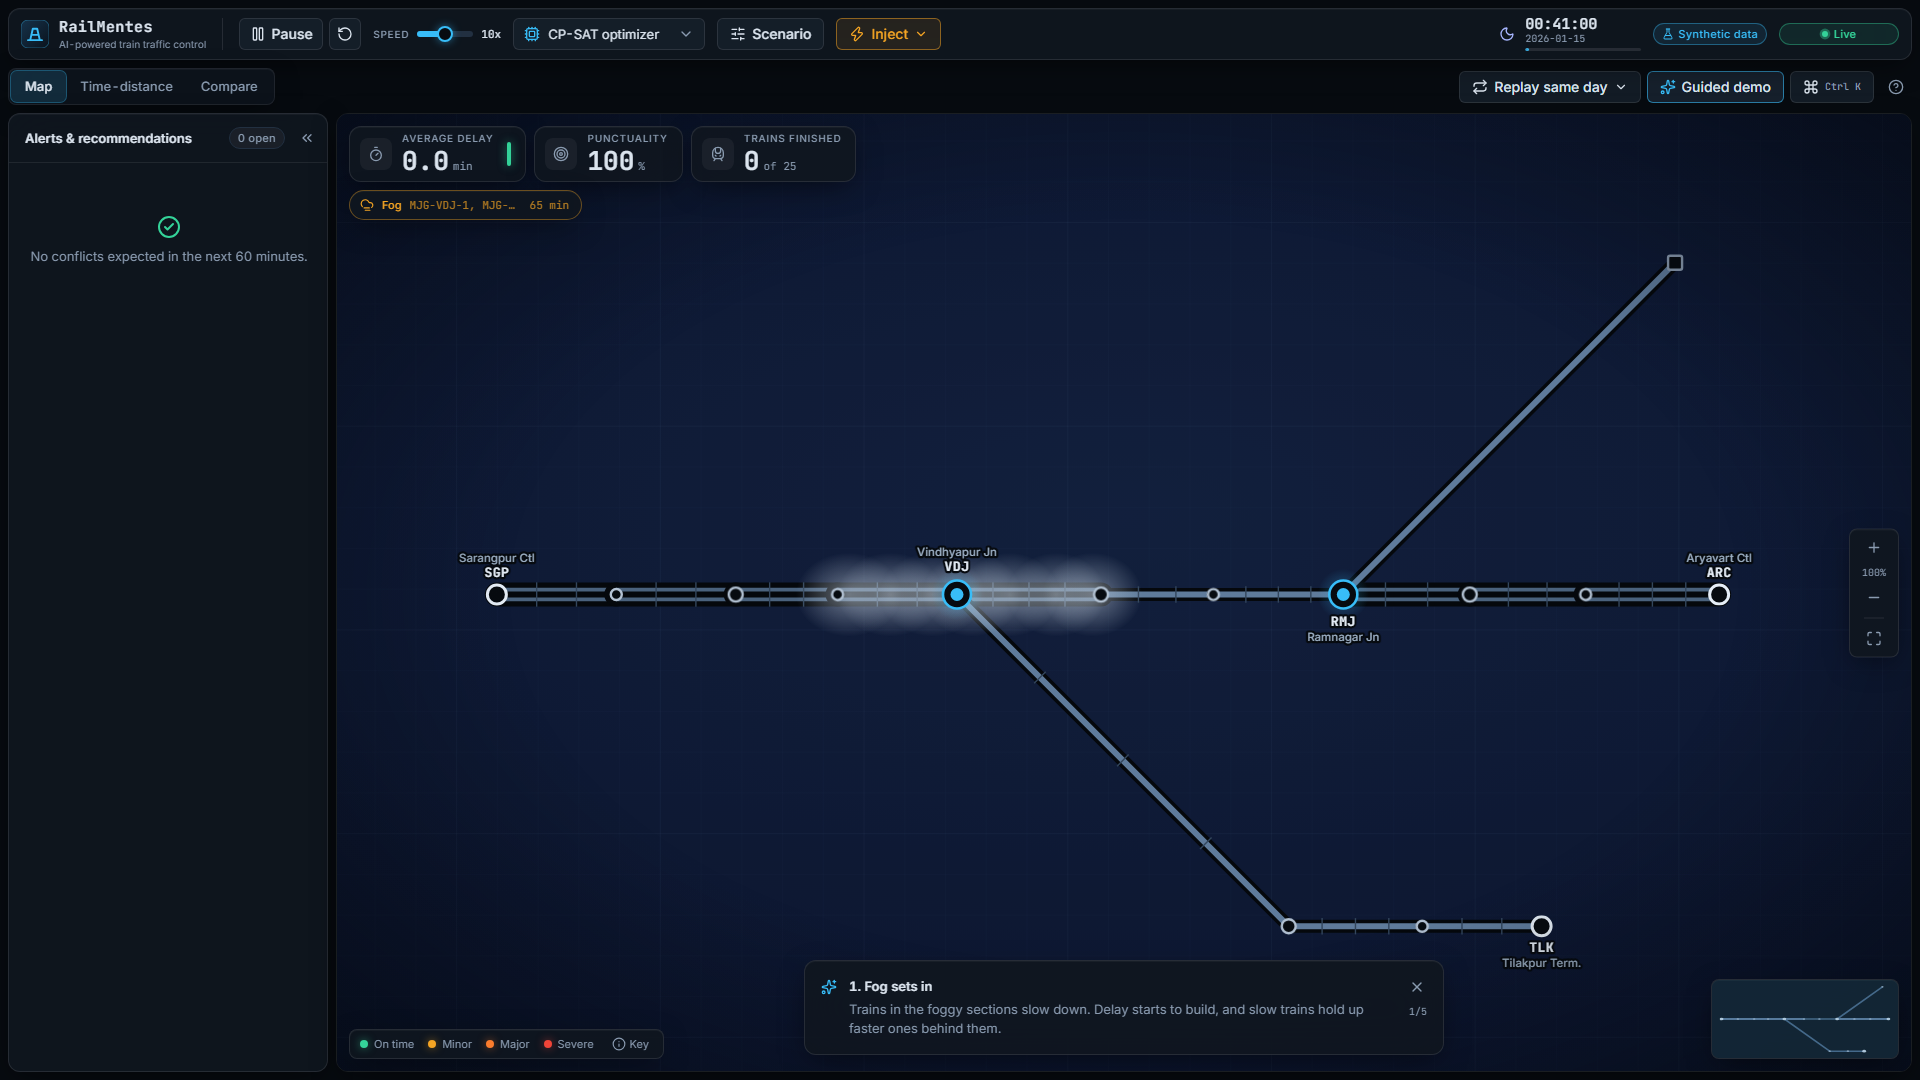 RailMentes
AI-powered train traffic control
Pause
SPEED
10x
CP-SAT optimizer
Scenario
Inject
00:41:00
2026-01-15
Synthetic data
Live
Map
Time-distance
Compare
Replay same day
Guided demo
Ctrl K
Alerts & recommendations
0 open
No conflicts expected in the next 60 minutes.
AVERAGE DELAY
0.0 min
PUNCTUALITY
100 %
TRAINS FINISHED
0 of 25
Fog MJG-VDJ-1, MJG-… 65 min
Sarangpur Ctl
SGP
Vindhyapur Jn
VDJ
RMJ
Ramnagar Jn
Aryavart Ctl
ARC
100%
TLK
Tilakpur Term.
1. Fog sets in
Trains in the foggy sections slow down. Delay starts to build, and slow trains hold up
faster ones behind them.
1/5
On time
Minor
Major
Severe
Key